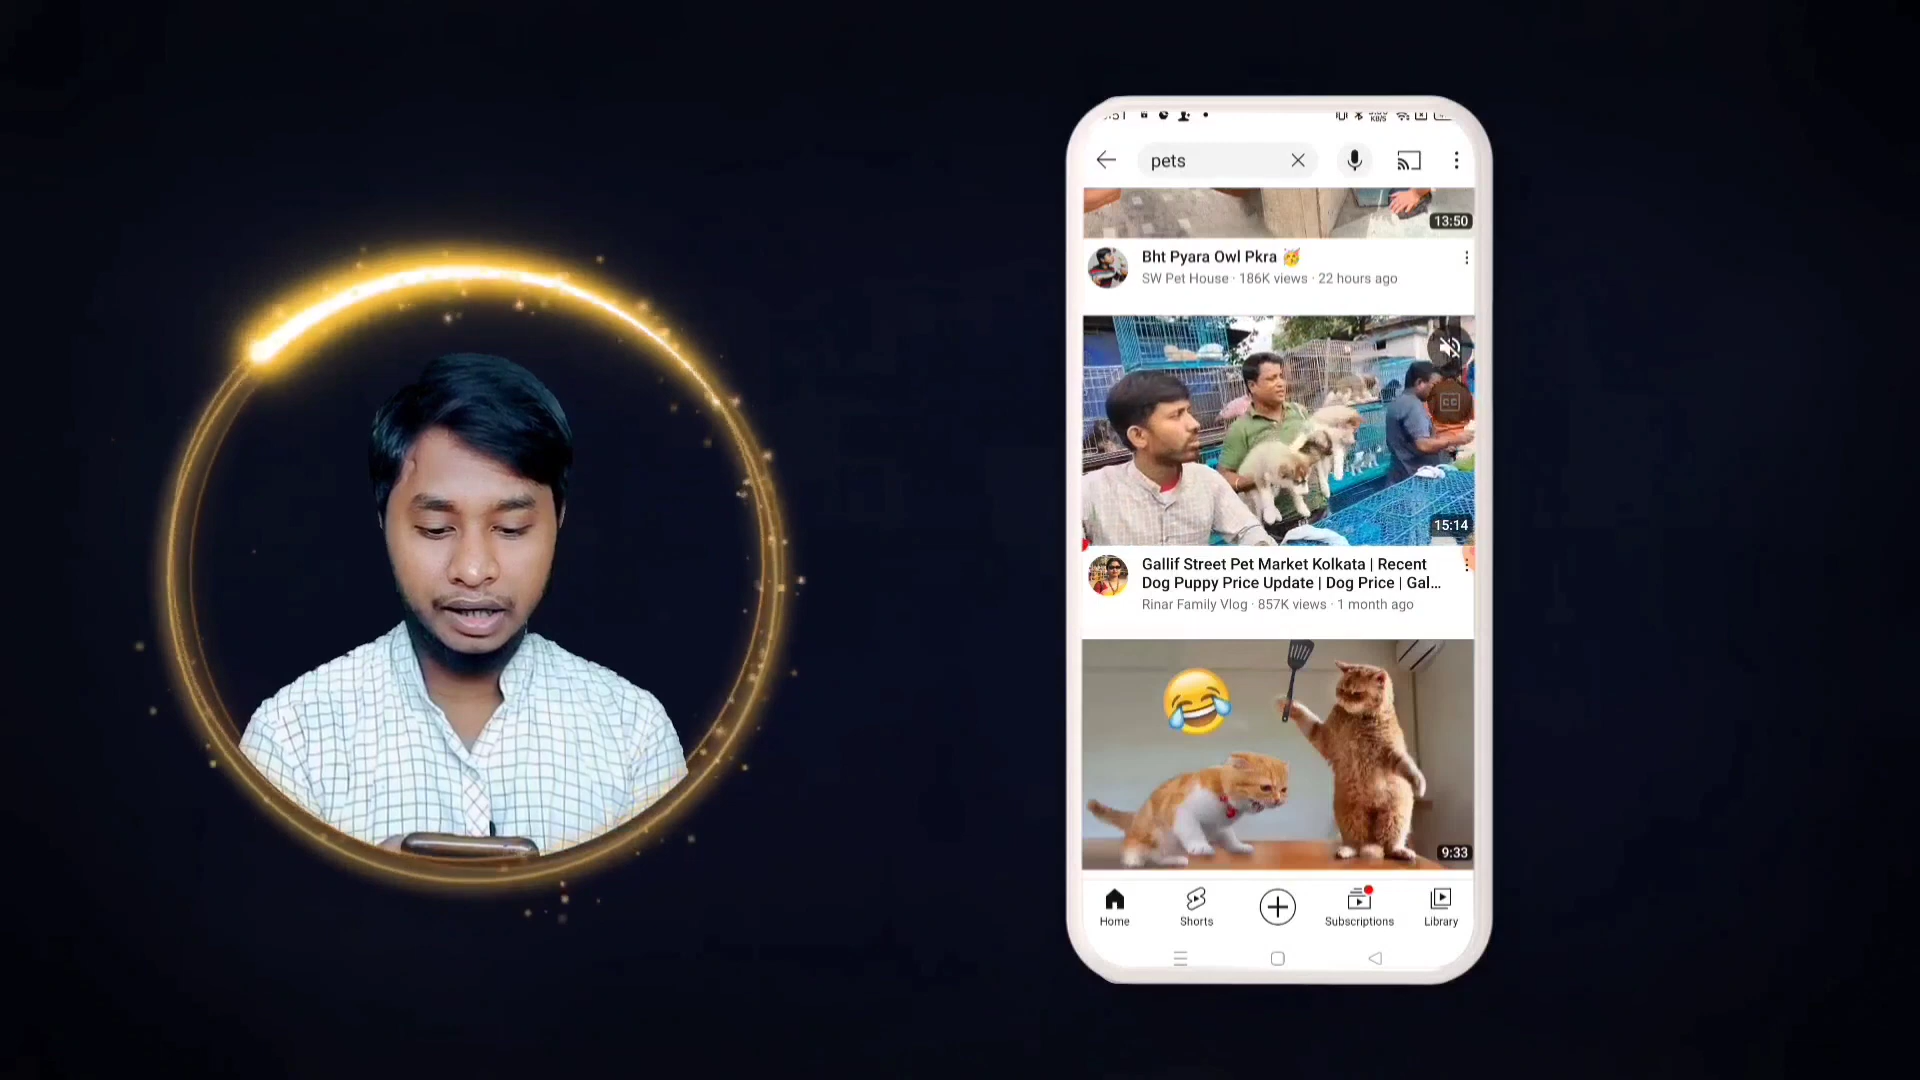 pets
13:50
Bht Pyara Owl Pkra 🥳
SW Pet House · 186K views · 22 hours ago
CC
15:14
Gallif Street Pet Market Kolkata | Recent
Dog Puppy Price Update | Dog Price | Gal...
Rinar Family Vlog · 857K views · 1 month ago
9:33
Home
Shorts
Subscriptions
Library